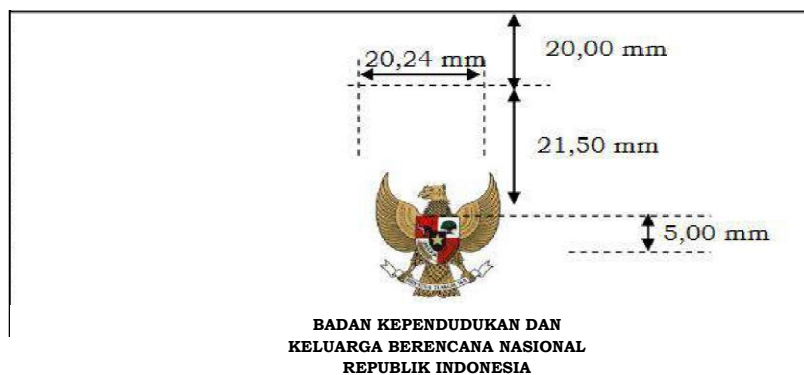 20,00 mm
20,24 mm
21,50 mm
5,00 mm
BADAN KEPENDUDUKAN DAN
KELUARGA BERENCANA NASIONAL
REPUBLIK INDONESIA